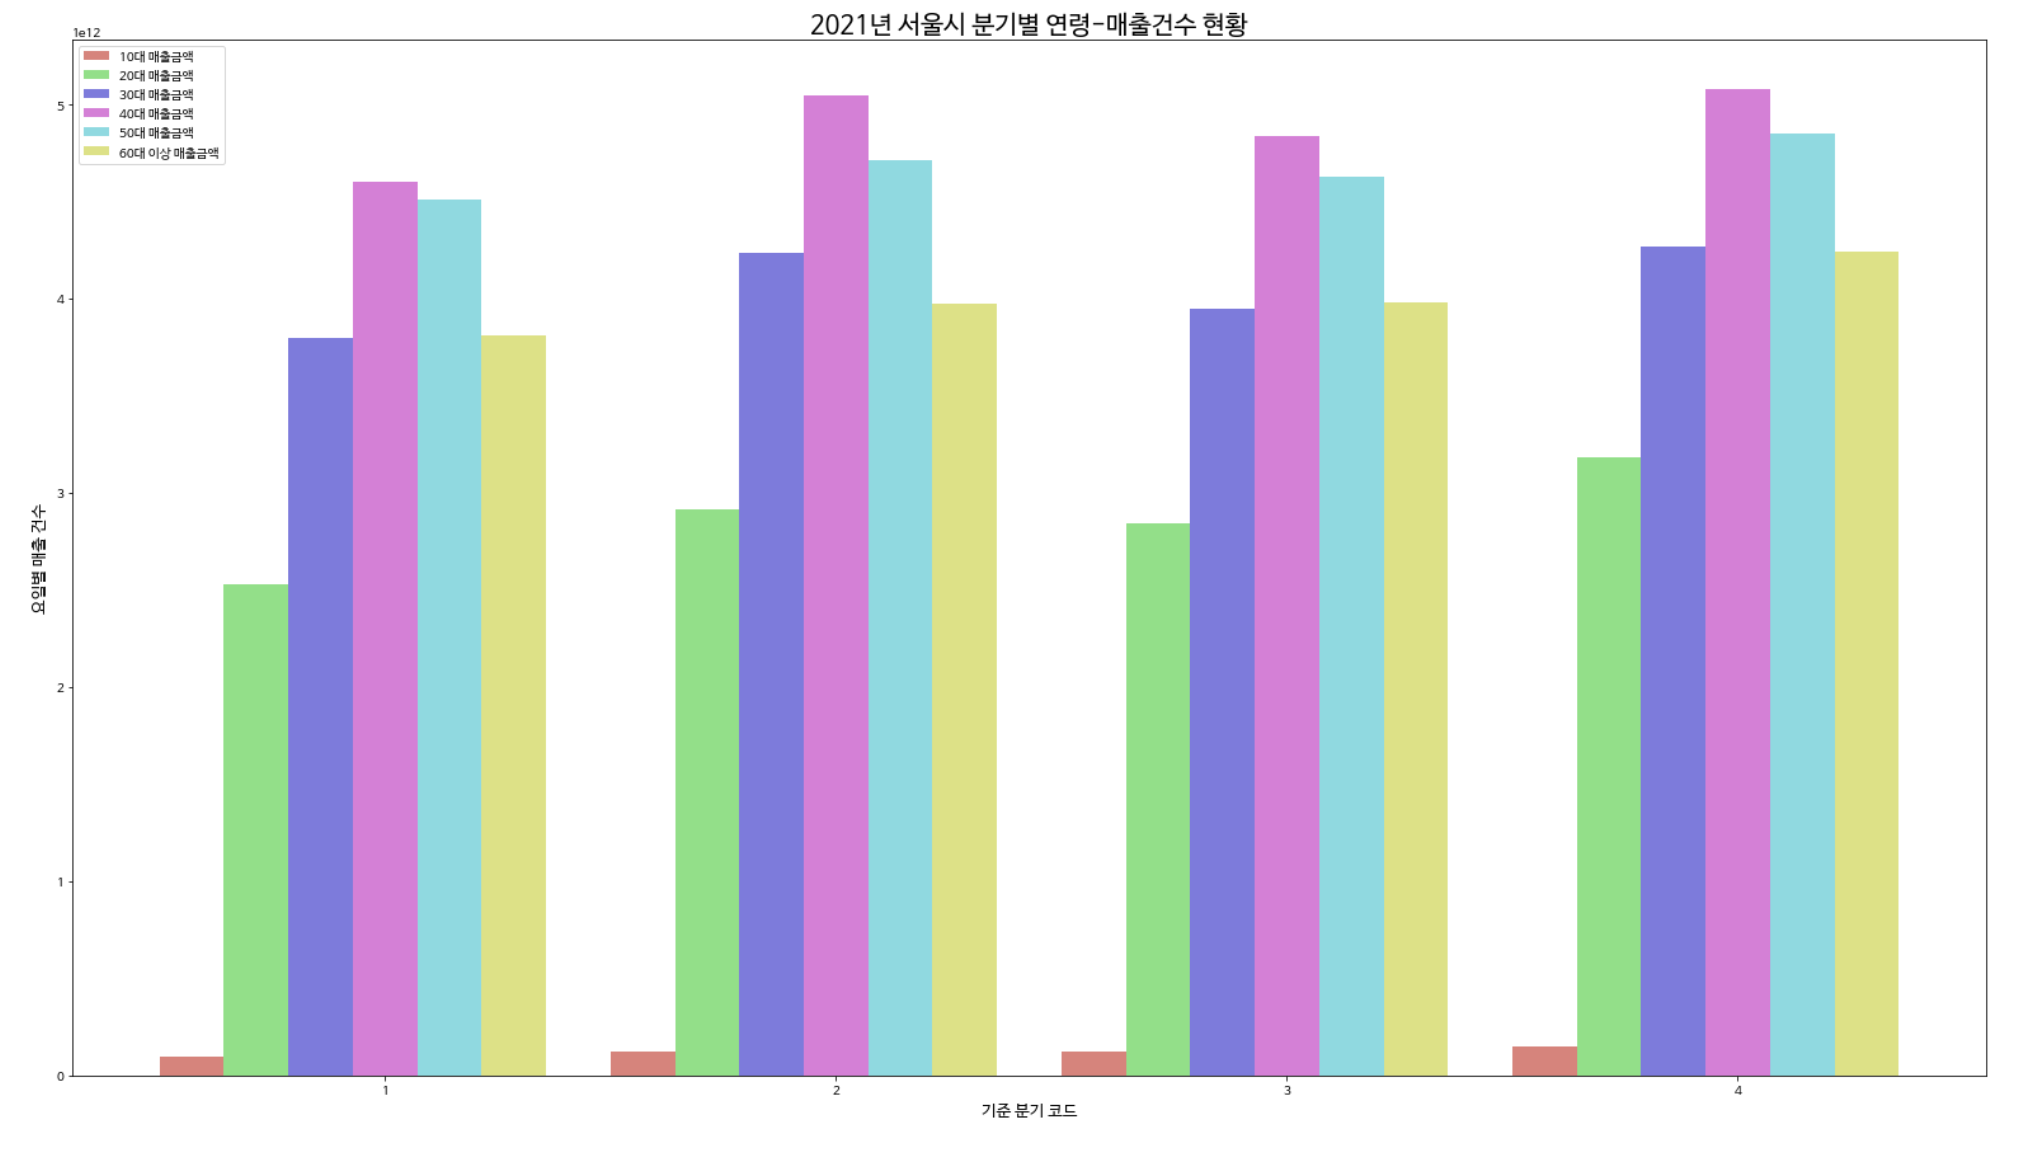 2021년 서울시 분기별 연령-매출건수 현황
1e12
10대 매출금액
20대 매출금액
30대 매출금액
40대 매출금액
50대 매출금액
60대 이상 매출금액
5
4
3
2
1
0
요일별 매출 건수
1 2 3 4
기준 분기 코드